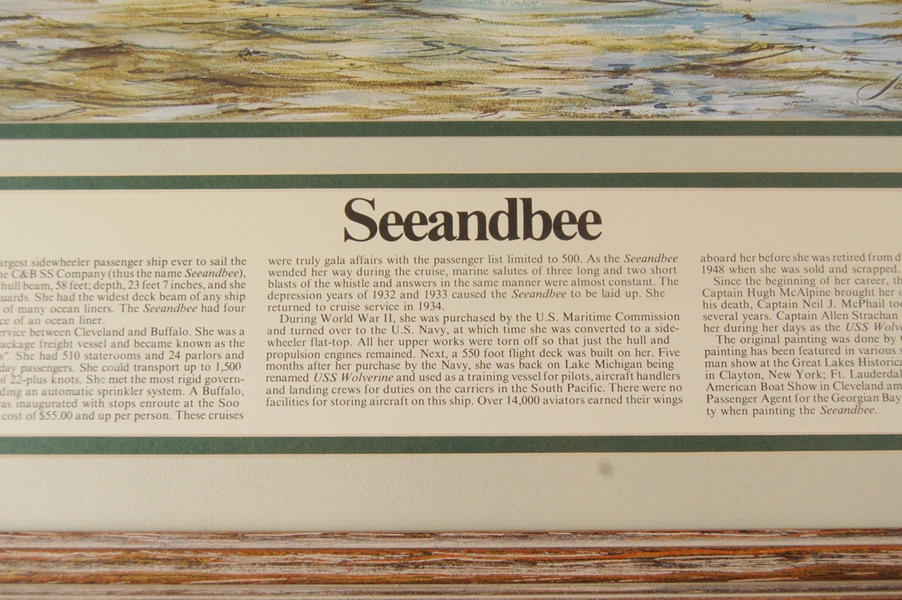 Seeandbee
argest sidewheeler passenger ship ever to sail the
e C&B SS Company (thus the name Seeandbee),
hull beam, 58 feet; depth, 23 feet 7 inches, and she
uards. She had the widest deck beam of any ship
of many ocean liners. The Seeandbee had four
ce of an ocean liner.
ervice between Cleveland and Buffalo. She was a
ackage freight vessel and became known as the
s". She had 510 staterooms and 24 parlors and
day passengers. She could transport up to 1,500
of 22-plus knots. She met the most rigid govern-
ding an automatic sprinkler system. A Buffalo,
as inaugurated with stops enroute at the Soo
cost of $55.00 and up per person. These cruises
were truly gala affairs with the passenger list limited to 500. As the Seeandbee
wended her way during the cruise, marine salutes of three long and two short
blasts of the whistle and answers in the same manner were almost constant. The
depression years of 1932 and 1933 caused the Seeandbee to be laid up. She
returned to cruise service in 1934.
During World War II, she was purchased by the U.S. Maritime Commission
and turned over to the U.S. Navy, at which time she was converted to a side-
wheeler flat-top. All her upper works were torn off so that just the hull and
propulsion engines remained. Next, a 550 foot flight deck was built on her. Five
months after her purchase by the Navy, she was back on Lake Michigan being
renamed USS Wolverine and used as a training vessel for pilots, aircraft handlers
and landing crews for duties on the carriers in the South Pacific. There were no
facilities for storing aircraft on this ship. Over 14,000 aviators earned their wings
aboard her before she was retired from d
1948 when she was sold and scrapped.
Since the beginning of her career, th
Captain Hugh McAlpine brought her o
his death, Captain Neil J. McPhail too
several years. Captain Allen Strachan
her during her days as the USS Wolve
The original painting was done by C
painting has been featured in various s
man show at the Great Lakes Historica
in Clayton, New York; Ft. Lauderdal
American Boat Show in Cleveland am
Passenger Agent for the Georgian Bay
ty when painting the Seeandbee.